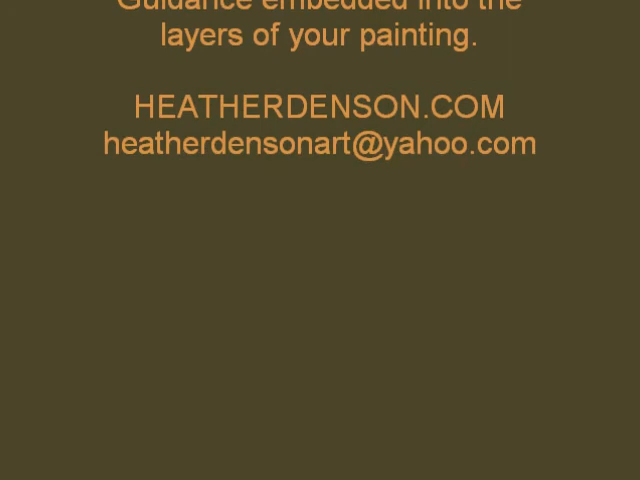 Guidance embedded into the
layers of your painting.
HEATHERDENSON.COM
heatherdensonart@yahoo.com